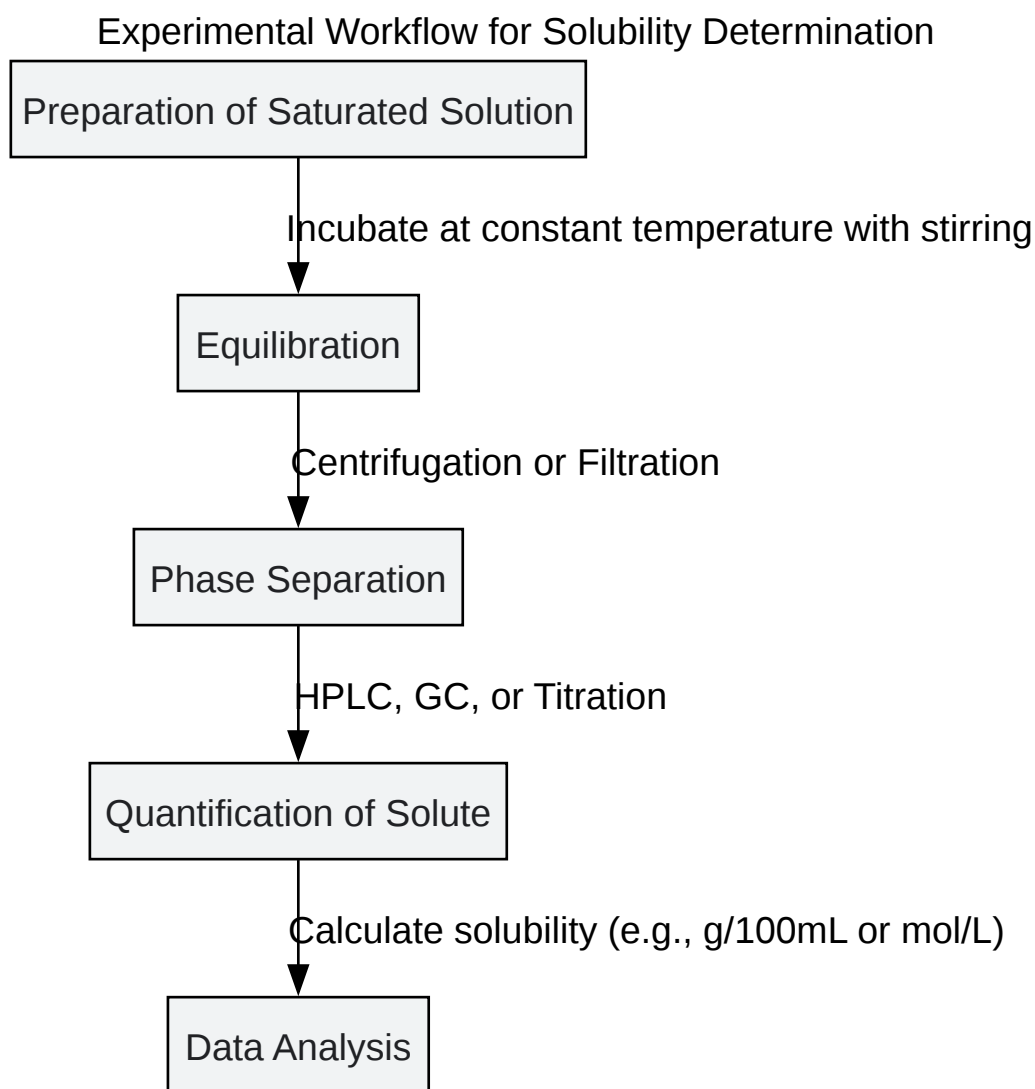 Experimental Workflow for Solubility Determination
Preparation of Saturated Solution
Incubate at constant temperature with stirring
Equilibration
Centrifugation or Filtration
Phase Separation
HPLC, GC, or Titration
Quantification of Solute
Calculate solubility (e.g., g/100mL or mol/L)
Data Analysis